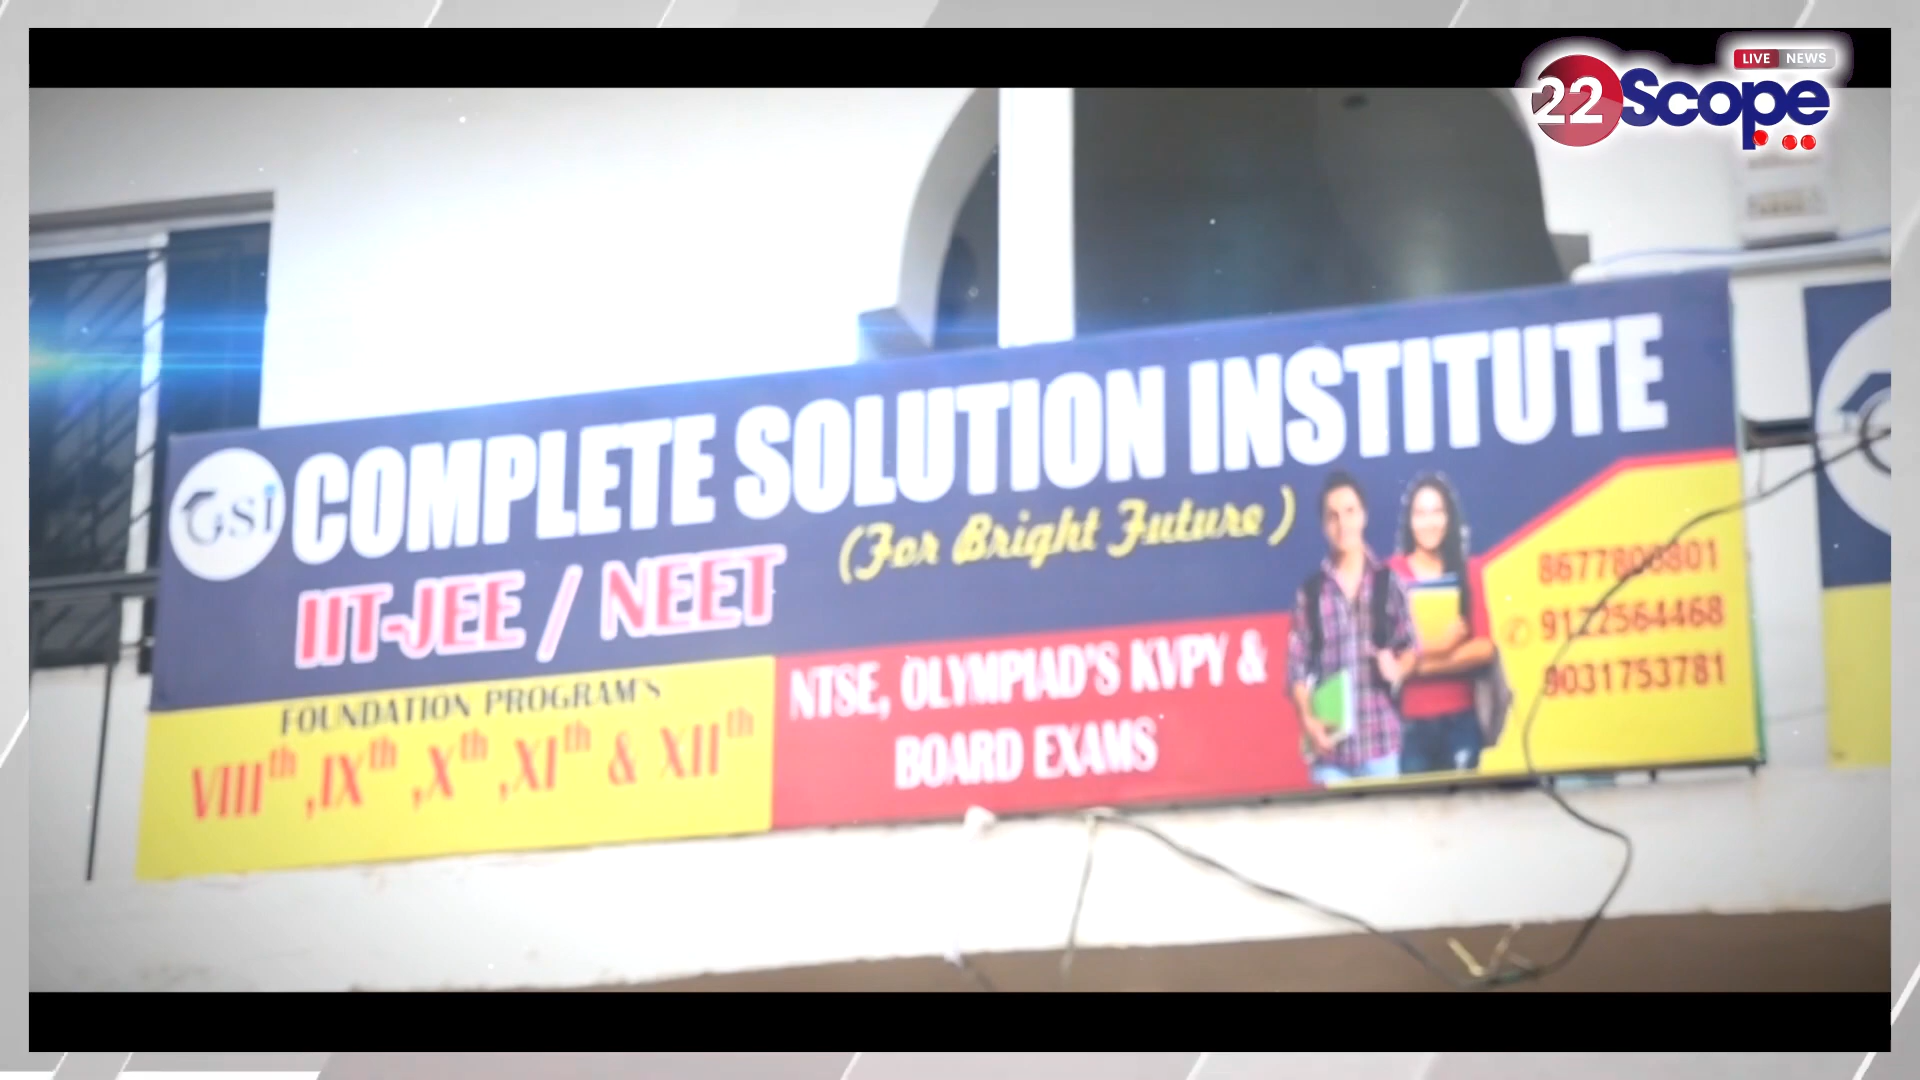 LIVE NEWS
22Scope
CSI COMPLETE SOLUTION INSTITUTE
(For Bright Future)
IIT-JEE / NEET
FOUNDATION PROGRAM'S
VIIIth ,IXth ,Xth ,XIth & XIIth
NTSE, OLYMPIAD'S KVPY &
BOARD EXAMS
8677800801
9122564468
9031753781